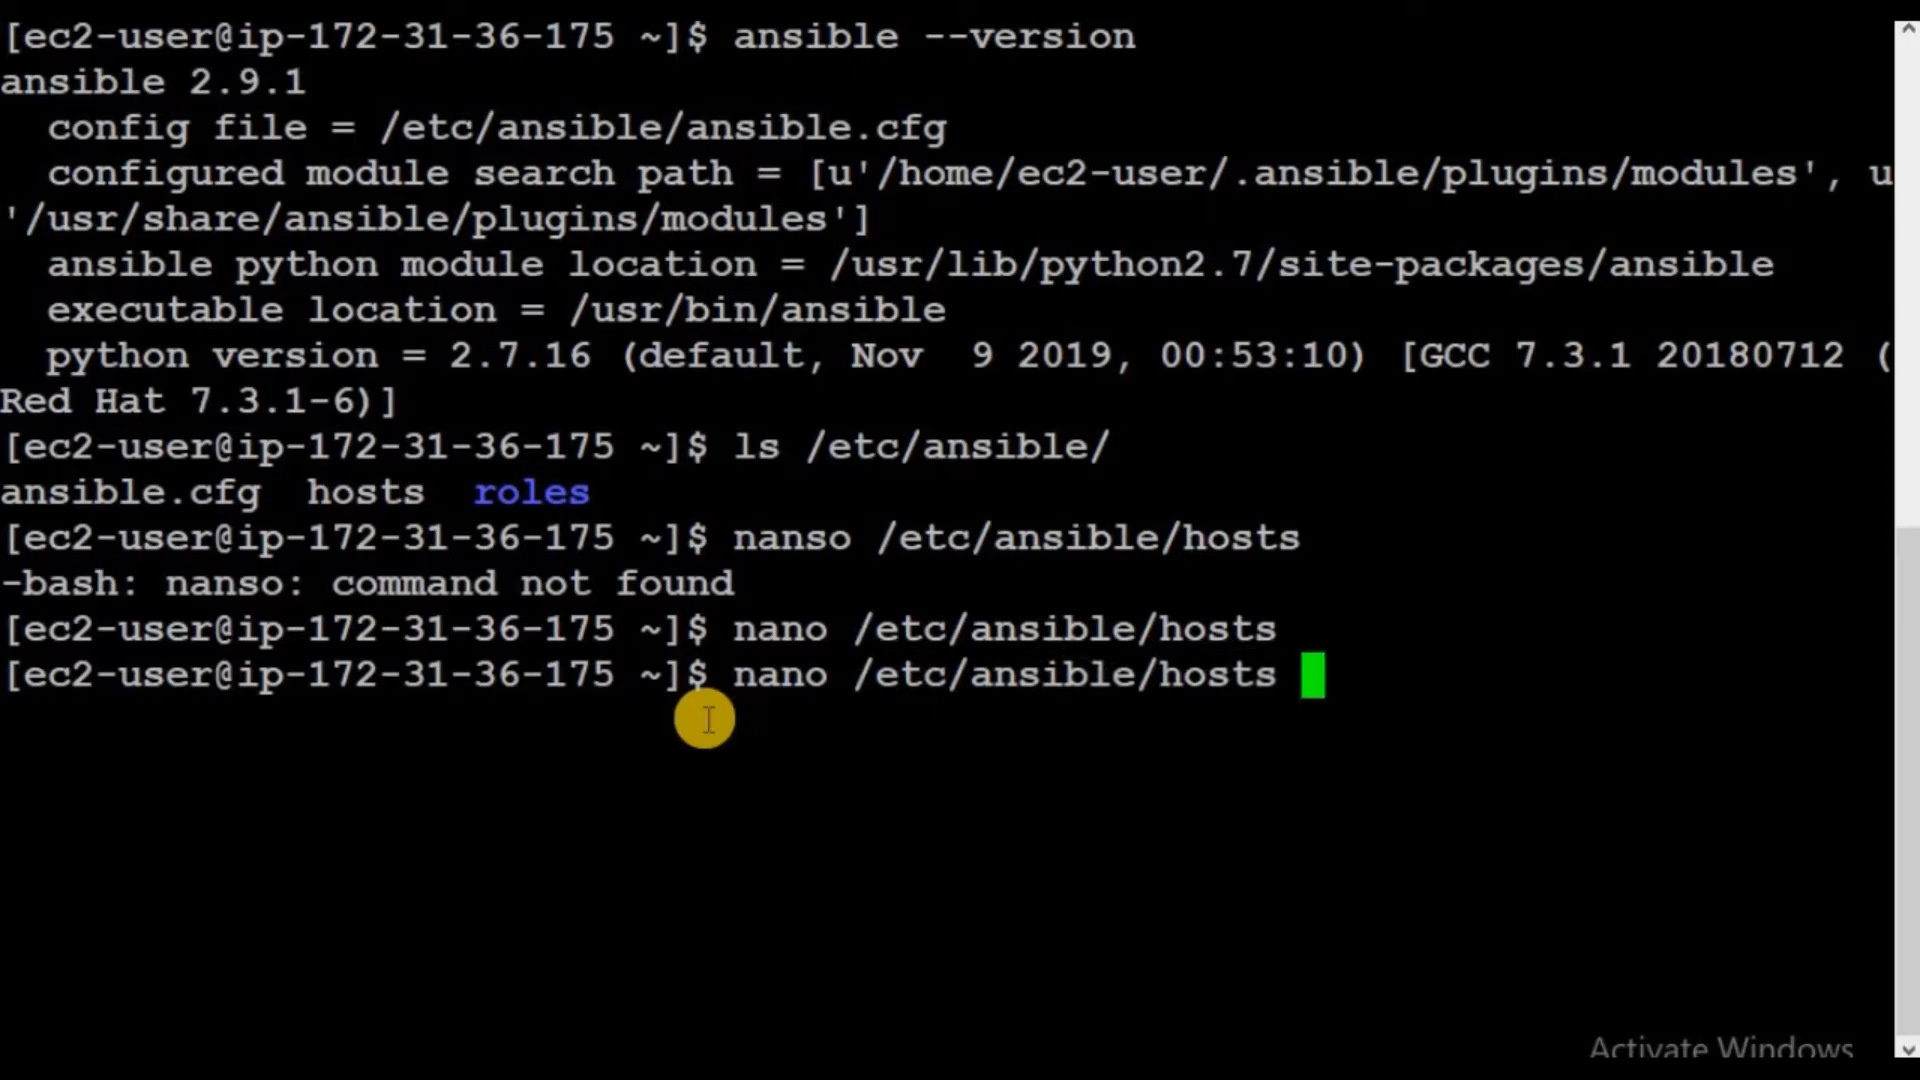 [ec2-user@ip-172-31-36-175 ~]$ ansible --version
ansible 2.9.1
  config file = /etc/ansible/ansible.cfg
  configured module search path = [u'/home/ec2-user/.ansible/plugins/modules', u
'/usr/share/ansible/plugins/modules']
  ansible python module location = /usr/lib/python2.7/site-packages/ansible
  executable location = /usr/bin/ansible
  python version = 2.7.16 (default, Nov  9 2019, 00:53:10) [GCC 7.3.1 20180712 (
Red Hat 7.3.1-6)]
[ec2-user@ip-172-31-36-175 ~]$ ls /etc/ansible/
ansible.cfg  hosts  roles
[ec2-user@ip-172-31-36-175 ~]$ nanso /etc/ansible/hosts
-bash: nanso: command not found
[ec2-user@ip-172-31-36-175 ~]$ nano /etc/ansible/hosts
[ec2-user@ip-172-31-36-175 ~]$ nano /etc/ansible/hosts
Activate Windows